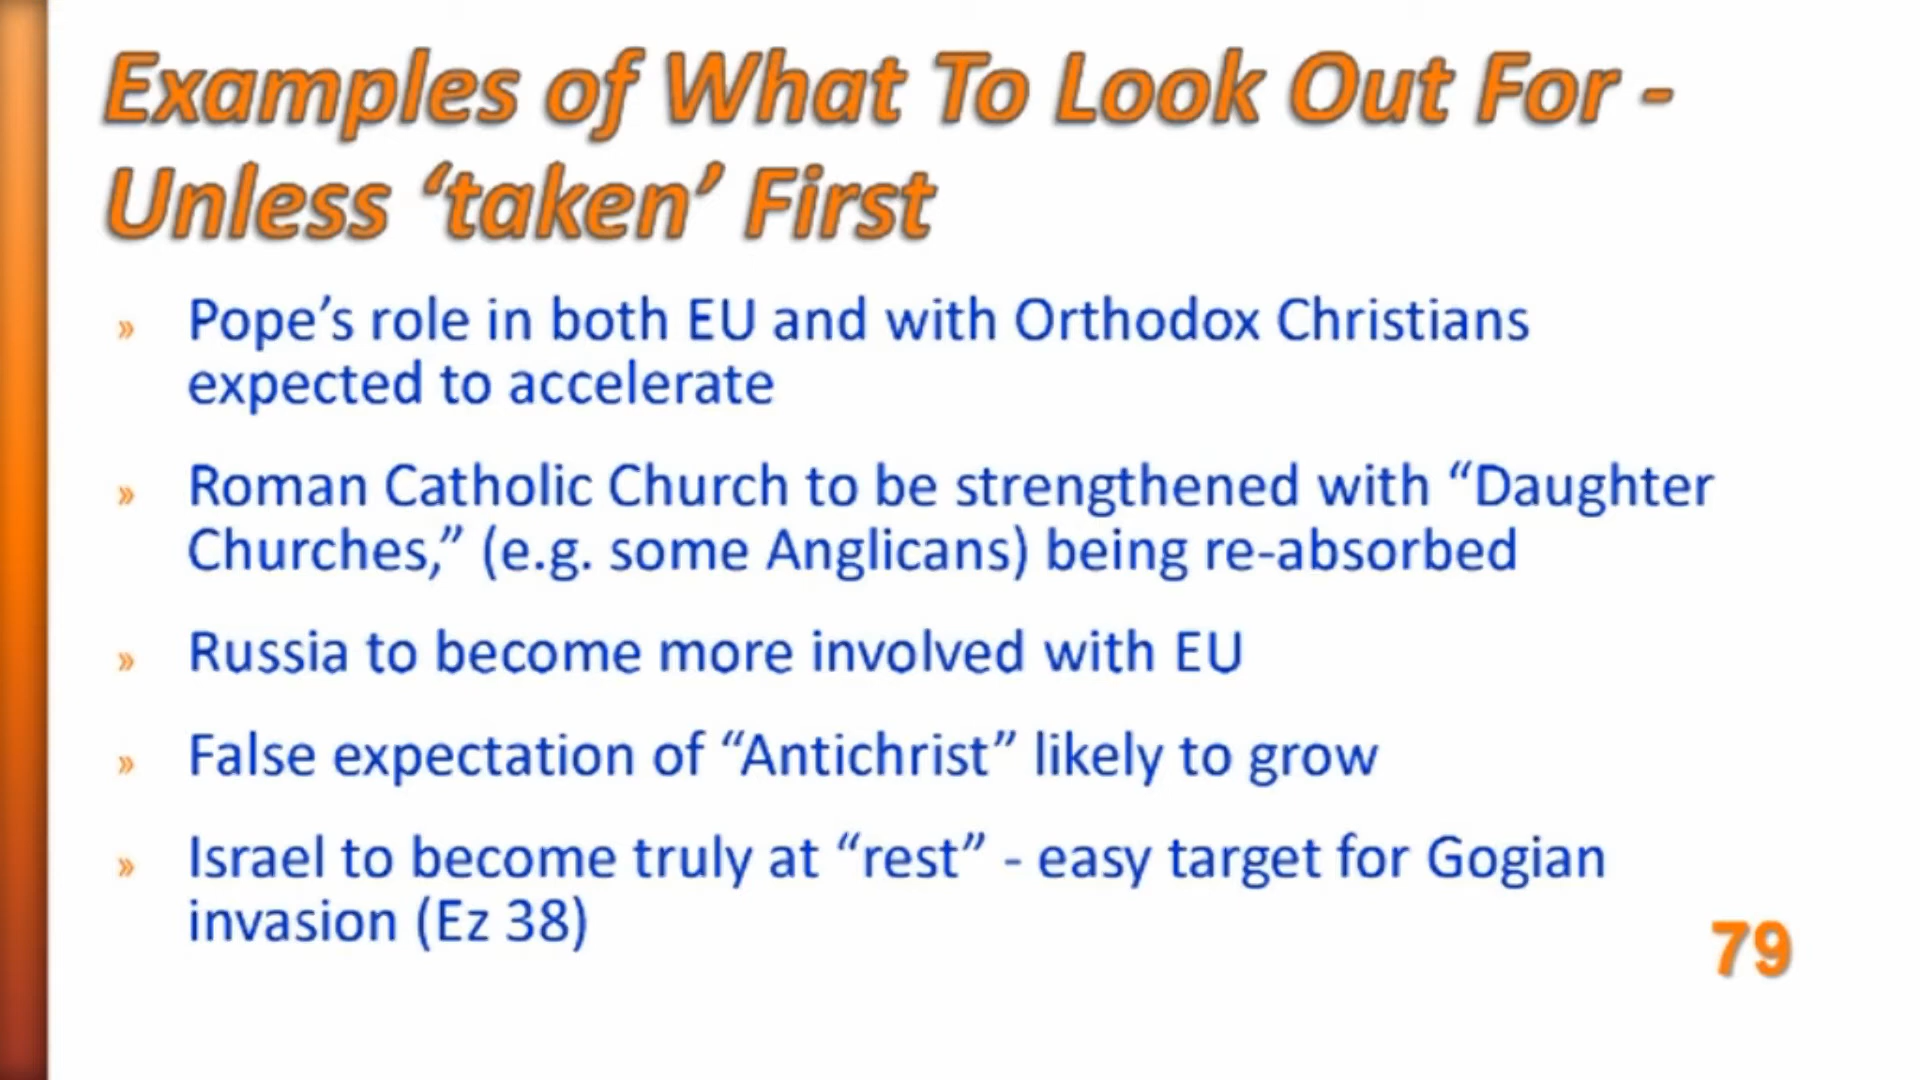 Examples of What To Look Out For -
Unless ‘taken’ First
» Pope’s role in both EU and with Orthodox Christians
expected to accelerate
» Roman Catholic Church to be strengthened with “Daughter
Churches,” (e.g. some Anglicans) being re-absorbed
» Russia to become more involved with EU
» False expectation of “Antichrist” likely to grow
» Israel to become truly at “rest” - easy target for Gogian
invasion (Ez 38)
79